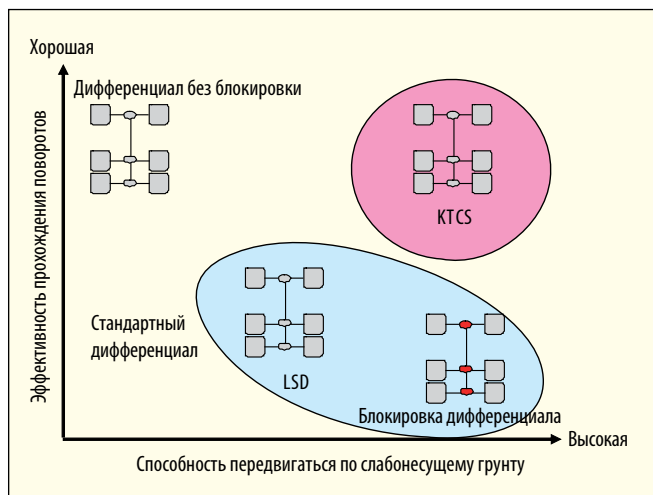 Хорошая
Дифференциал без блокировки
Эффективность прохождения поворотов
KTCS
Стандартный
дифференциал
LSD
Блокировка дифференциала
Высокая
Способность передвигаться по слабонесущему грунту